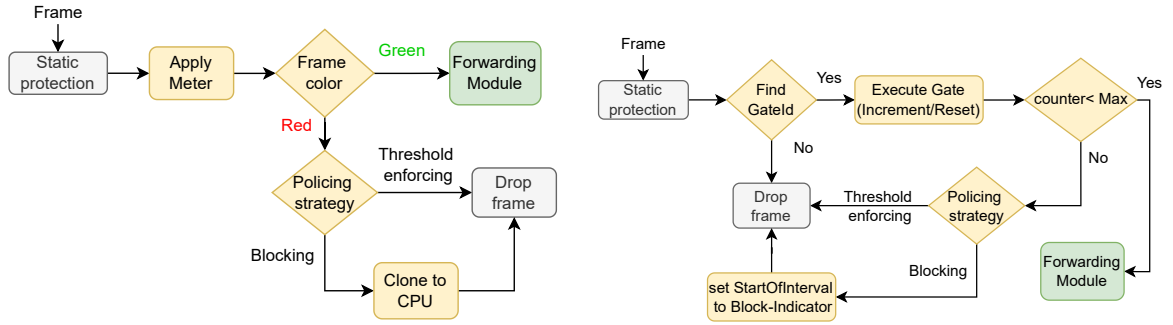 Frame
Static
protection
Apply
Meter
Frame
color
Green
Forwarding
Module
Red
Policing
strategy
Threshold
enforcing
Drop
frame
Blocking
Clone to
CPU
Frame
Static
protection
Find
GateId
Yes
Execute Gate
(Increment/Reset)
counter< Max
Yes
No
No
Policing
strategy
Threshold
enforcing
Drop
frame
Blocking
set StartOfInterval
to Block-Indicator
Forwarding
Module